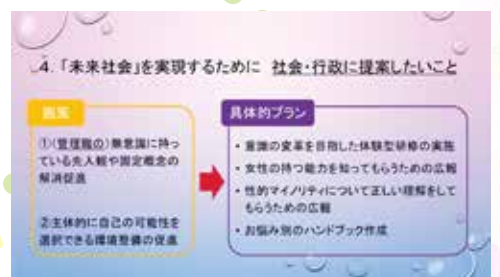 4.「未来社会」を実現するために 社会・行政に提案したいこと
施策
①(管理職の)無意識に持っ
ている先入観や固定概念の
解消促進
②主体的に自己の可能性を
選択できる環境整備の促進
具体的プラン
・意識の変革を目指した体験型研修の実施
・女性の持つ能力を知ってもらうための広報
・性的マイノリティについて正しい理解をして
もらうための広報
・お悩み別のハンドブック作成